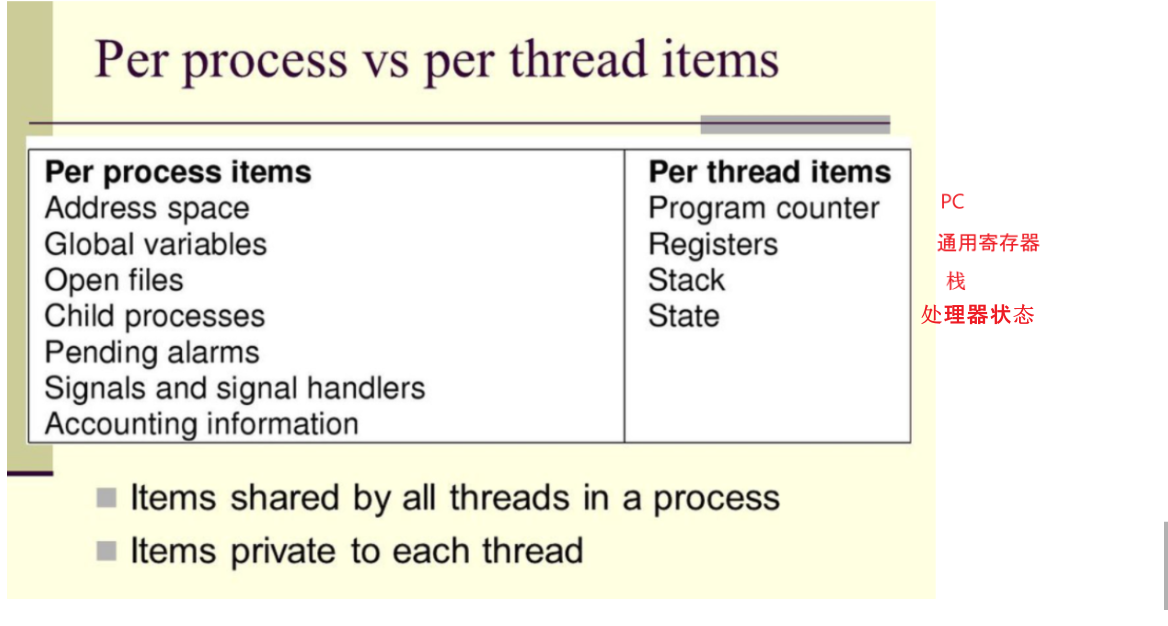 Per process vs per thread items
Per process items
Address space
Global variables
Open files
Child processes
Pending alarms
Signals and signal handlers
Accounting information
Per thread items
Program counter
Registers
Stack
State
PC
通用寄存器
栈
处理器状态
Items shared by all threads in a process
Items private to each thread